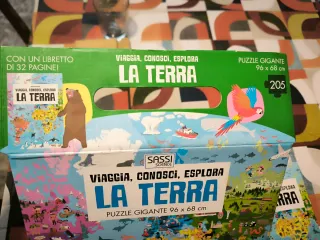 CON UN LIBRETTO
DI 32 PAGINE!
VIAGGIA, CONOSCI, ESPLORA
LA TERRA
PUZZLE GIGANTE
96 x 68 cm
205
VIAGGIA, CONOSCI, ESPLORA
LA TERRA
SASSI
VIAGGIA, CONOSCI, ESPLORA
LA TERRA
PUZZLE GIGANTE 96 x 68 cm